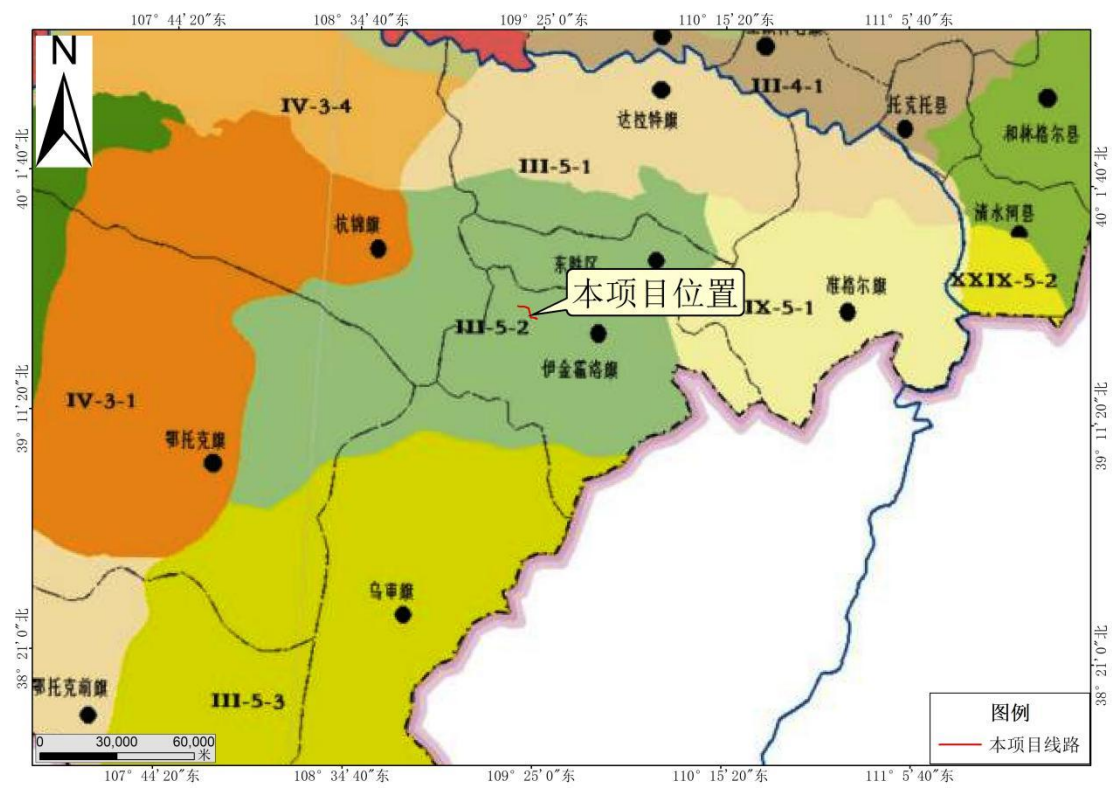 107° 44′20″东
108° 34′40″东
109° 25′0″东
110° 15′20″东
111° 5′40″东
N
IV-3-4
III-4-1
达拉特旗
托克托县
和林格尔县
40° 1′40″北
40° 1′40″北
III-5-1
杭锦旗
清水河县
东胜区
本项目位置
准格尔旗
XXIX-5-2
IX-5-1
III-5-2
伊金霍洛旗
39° 11′20″北
39° 11′20″北
IV-3-1
鄂托克旗
乌审旗
38° 21′0″北
38° 21′0″北
鄂托克前旗
III-5-3
图例
本项目线路
0 30,000 60,000
米
107° 44′20″东
108° 34′40″东
109° 25′0″东
110° 15′20″东
111° 5′40″东